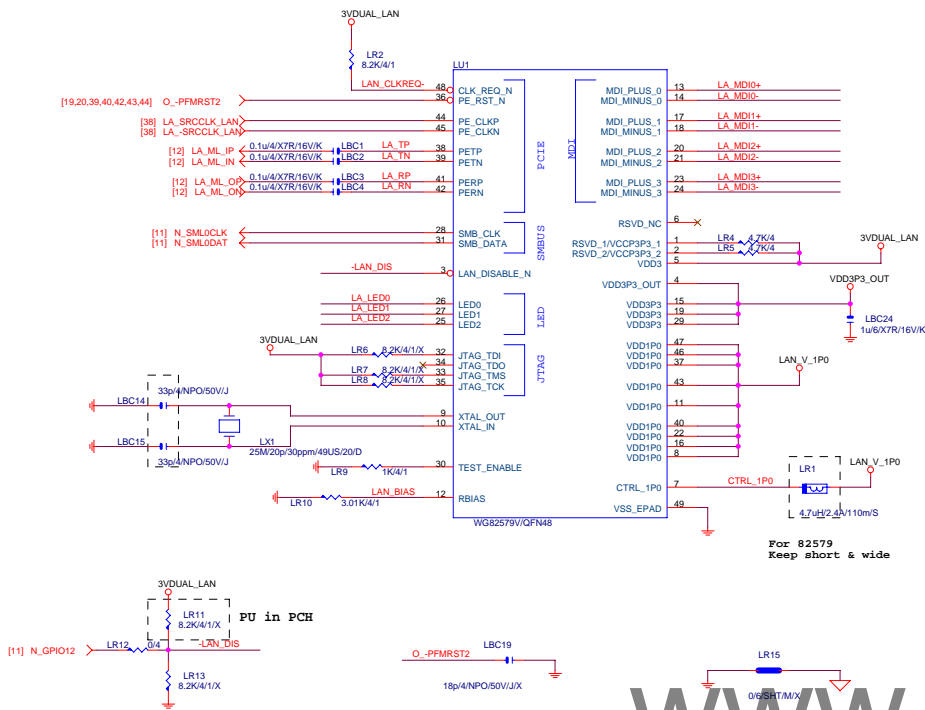 3VDUAL_LAN
LR2
8.2K/4/1
LAN_CLKREQ-
LU1
[19,20,39,40,42,43,44] O_-PFMRST2
[38] LA_SRCCLK_LAN
[38] LA_-SRCCLK_LAN
[12] LA_ML_IP 0.1u/4/X7R/16V/K LBC1 LA_TP
[12] LA_ML_IN 0.1u/4/X7R/16V/K LBC2 LA_TN
[12] LA_ML_OP 0.1u/4/X7R/16V/K LBC3 LA_RP
[12] LA_ML_ON 0.1u/4/X7R/16V/K LBC4 LA_RN
[11] N_SML0CLK
[11] N_SML0DAT
-LAN_DIS
LA_LED0
LA_LED1
LA_LED2
3VDUAL_LAN
LR6 8.2K/4/1/X
LR7 8.2K/4/1/X
LR8 8.2K/4/1/X
33p/4/NPO/50V/J
LBC14
LBC15
33p/4/NPO/50V/J
LX1
25M/20p/30ppm/49US/20/D
LR9 1K/4/1
LR10 3.01K/4/1 LAN_BIAS
48 CLK_REQ_N
36 PE_RST_N
44 PE_CLKP
45 PE_CLKN
38 PETP
39 PETN
41 PERP
42 PERN
PCIE
28 SMB_CLK
31 SMB_DATA
SMBUS
3 LAN_DISABLE_N
26 LED0
27 LED1
25 LED2
LED
32 JTAG_TDI
34 JTAG_TDO
33 JTAG_TMS
35 JTAG_TCK
JTAG
9 XTAL_OUT
10 XTAL_IN
30 TEST_ENABLE
12 RBIAS
WG82579V/QFN48
MDI
MDI_PLUS_0 13 LA_MDI0+
MDI_MINUS_0 14 LA_MDI0-
MDI_PLUS_1 17 LA_MDI1+
MDI_MINUS_1 18 LA_MDI1-
MDI_PLUS_2 20 LA_MDI2+
MDI_MINUS_2 21 LA_MDI2-
MDI_PLUS_3 23 LA_MDI3+
MDI_MINUS_3 24 LA_MDI3-
RSVD_NC 6
RSVD_1/VCCP3P3_1 1 LR4 4.7K/4
RSVD_2/VCCP3P3_2 2 LR5 4.7K/4
VDD3 5
3VDUAL_LAN
VDD3P3_OUT 4
VDD3P3_OUT
VDD3P3 15
VDD3P3 19
VDD3P3 29
LBC24
1u/6/X7R/16V/K
VDD1P0 47
VDD1P0 46
VDD1P0 37
VDD1P0 43
LA_V_1P0
VDD1P0 11
VDD1P0 40
VDD1P0 22
VDD1P0 16
VDD1P0 8
CTRL_1P0 7 CTRL_1P0
LR1
LAN_V_1P0
4.7uH/2.4A/110m/S
VSS_EPAD 49
For 82579
Keep short & wide
3VDUAL_LAN
LR11
8.2K/4/1/X
PU in PCH
[11] N_GPIO12 LR12 0/4 -LAN_DIS
LR13
8.2K/4/1/X
O_-PFMRST2 LBC19
18p/4/NPO/50V/J/X
LR15
0/6/SHT/M/X
WWW